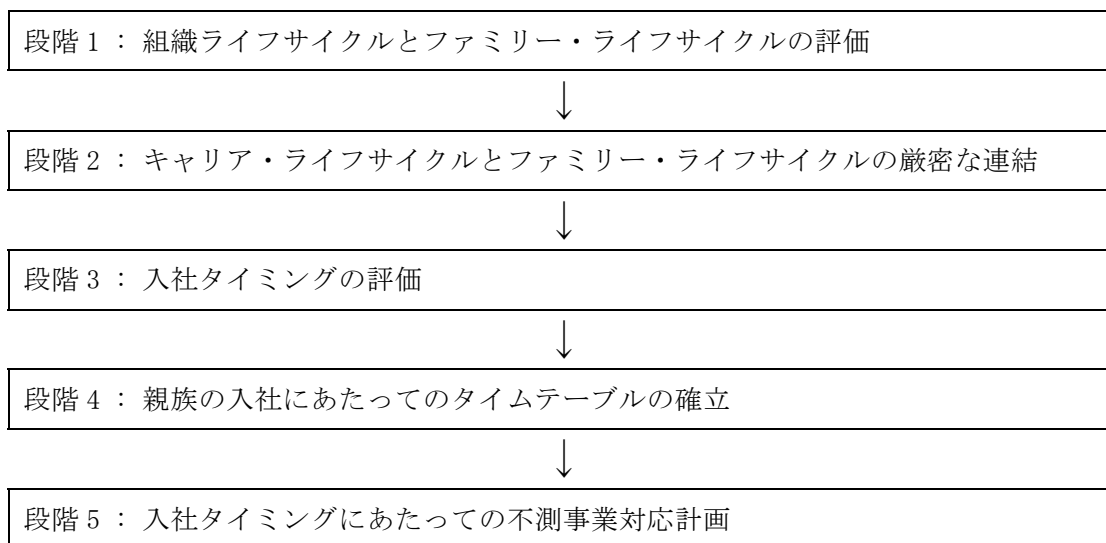 段階 1 ： 組織ライフサイクルとファミリー・ライフサイクルの評価
↓
段階 2 ： キャリア・ライフサイクルとファミリー・ライフサイクルの厳密な連結
↓
段階 3 ： 入社タイミングの評価
↓
段階 4 ： 親族の入社にあたってのタイムテーブルの確立
↓
段階 5 ： 入社タイミングにあたっての不測事業対応計画